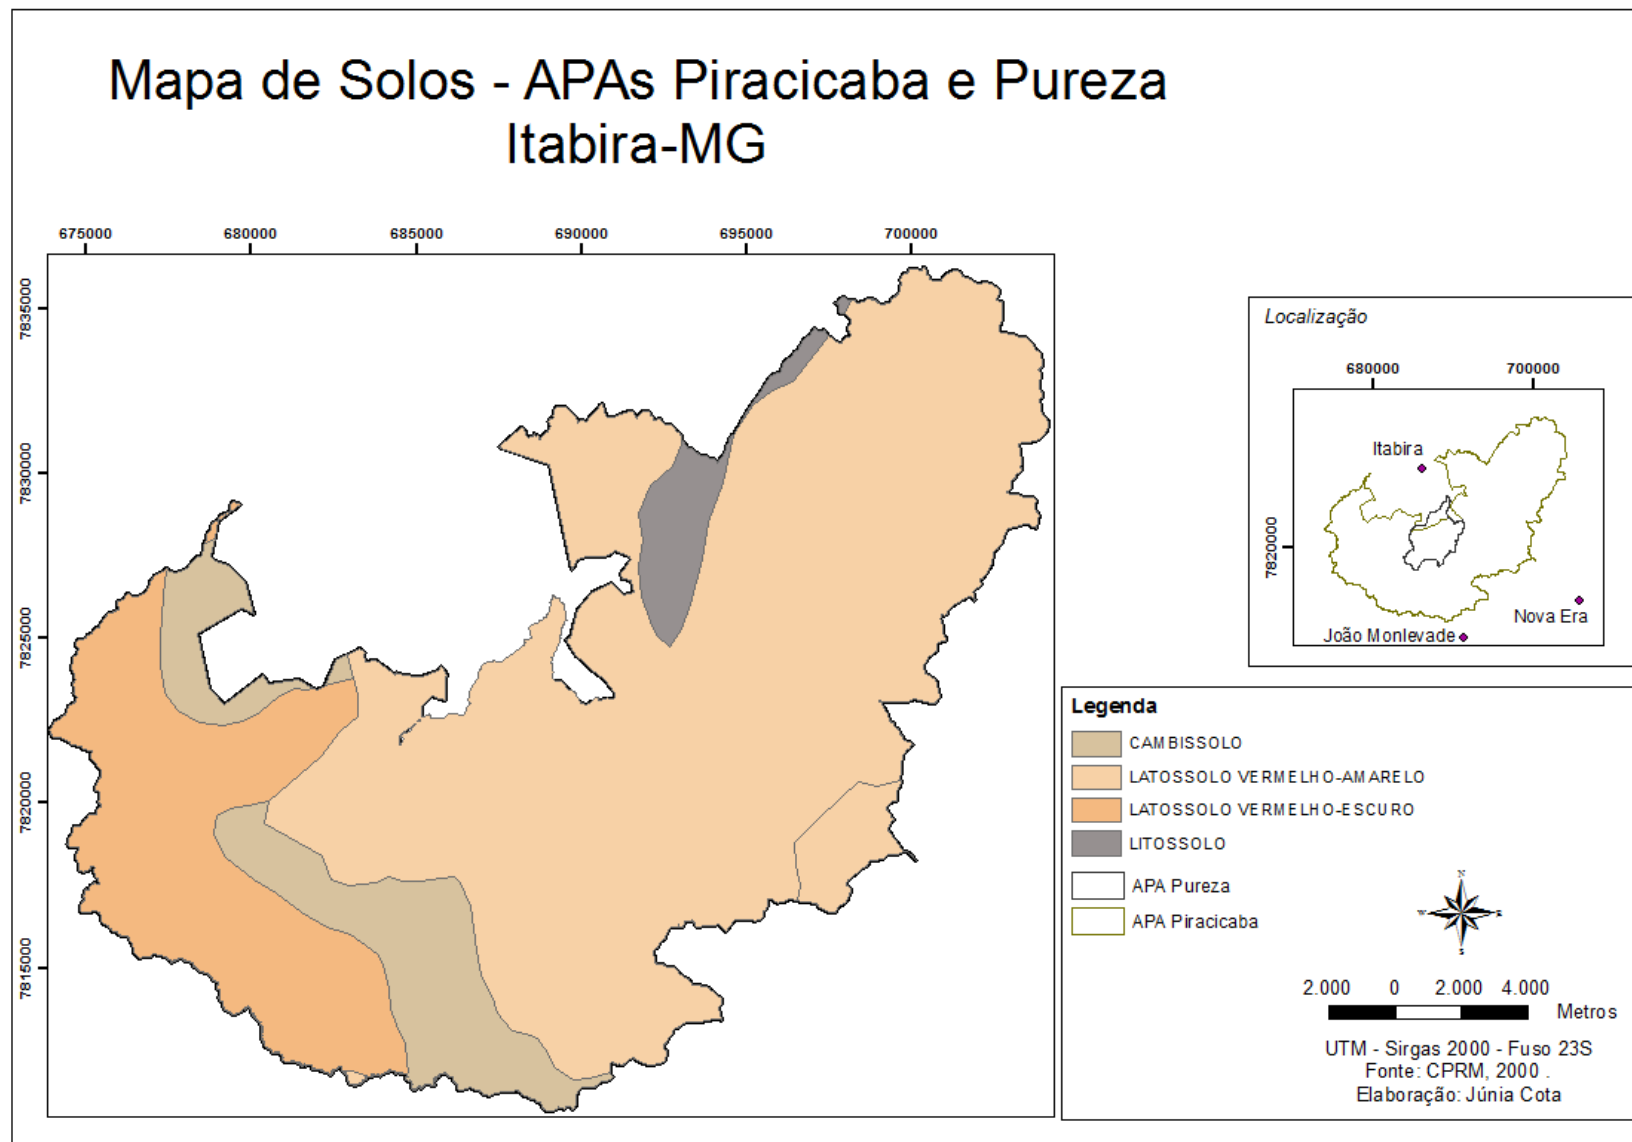 Mapa de Solos - APAs Piracicaba e Pureza
Itabira-MG
675000 680000 685000 690000 695000 700000
7835000
7830000
7825000
7820000
7815000
Localização
680000 700000
7820000
Itabira
Nova Era
João Monlevade
Legenda
CAMBISSOLO
LATOSSOLO VERMELHO-AMARELO
LATOSSOLO VERMELHO-ESCURO
LITOSSOLO
APA Pureza
APA Piracicaba
N
W E
S
2.000 0 2.000 4.000
Metros
UTM - Sirgas 2000 - Fuso 23S
Fonte: CPRM, 2000 .
Elaboração: Júnia Cota